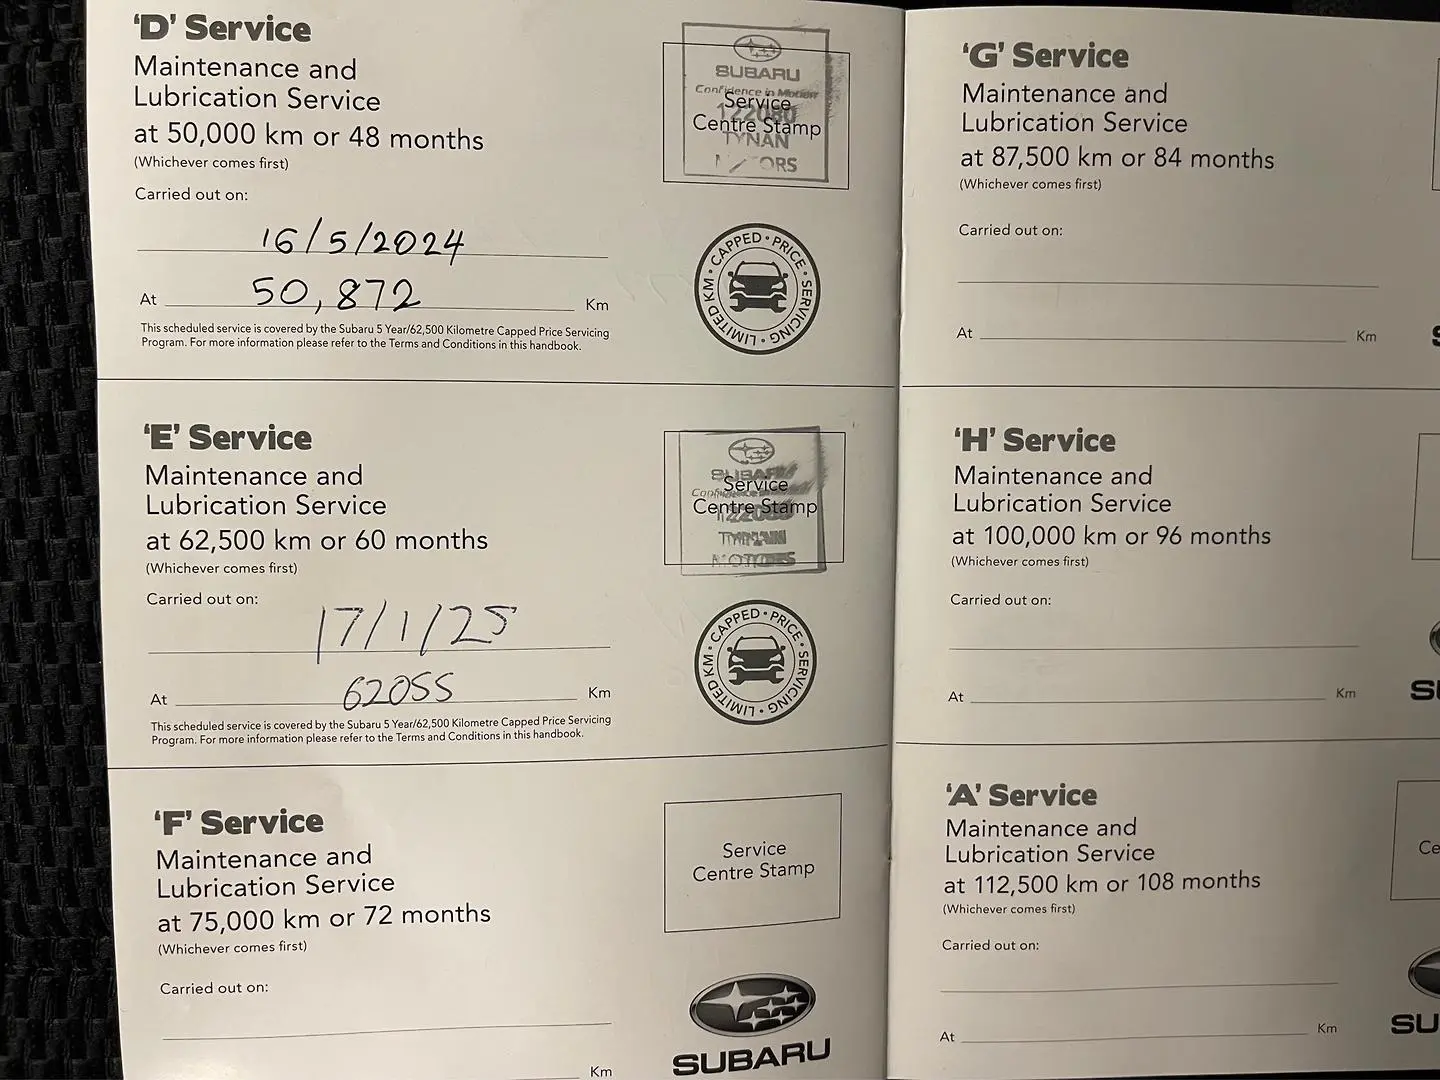 'D' Service
Maintenance and
Lubrication Service
at 50,000 km or 48 months
(Whichever comes first)
Carried out on:
16/5/2024
At 50,872 Km
This scheduled service is covered by the Subaru 5 Year/62,500 Kilometre Capped Price Servicing
Program. For more information please refer to the Terms and Conditions in this handbook.
SUBARU
Confidence in Motion
Service
122080
Centre Stamp
TYNAN
LIMITED KM • CAPPED • PRICE • SERVICING •
'E' Service
Maintenance and
Lubrication Service
at 62,500 km or 60 months
(Whichever comes first)
Carried out on:
17/1/25
At 62055 Km
This scheduled service is covered by the Subaru 5 Year/62,500 Kilometre Capped Price Servicing
Program. For more information please refer to the Terms and Conditions in this handbook.
SUBARU
Service
Centre Stamp
TYNAN
MOTORS
LIMITED KM • CAPPED • PRICE • SERVICING •
'F' Service
Maintenance and
Lubrication Service
at 75,000 km or 72 months
(Whichever comes first)
Carried out on:
Km
Service
Centre Stamp
SUBARU
'G' Service
Maintenance and
Lubrication Service
at 87,500 km or 84 months
(Whichever comes first)
Carried out on:
At Km
'H' Service
Maintenance and
Lubrication Service
at 100,000 km or 96 months
(Whichever comes first)
Carried out on:
At Km
'A' Service
Maintenance and
Lubrication Service
at 112,500 km or 108 months
(Whichever comes first)
Carried out on:
At Km
Ce
SU